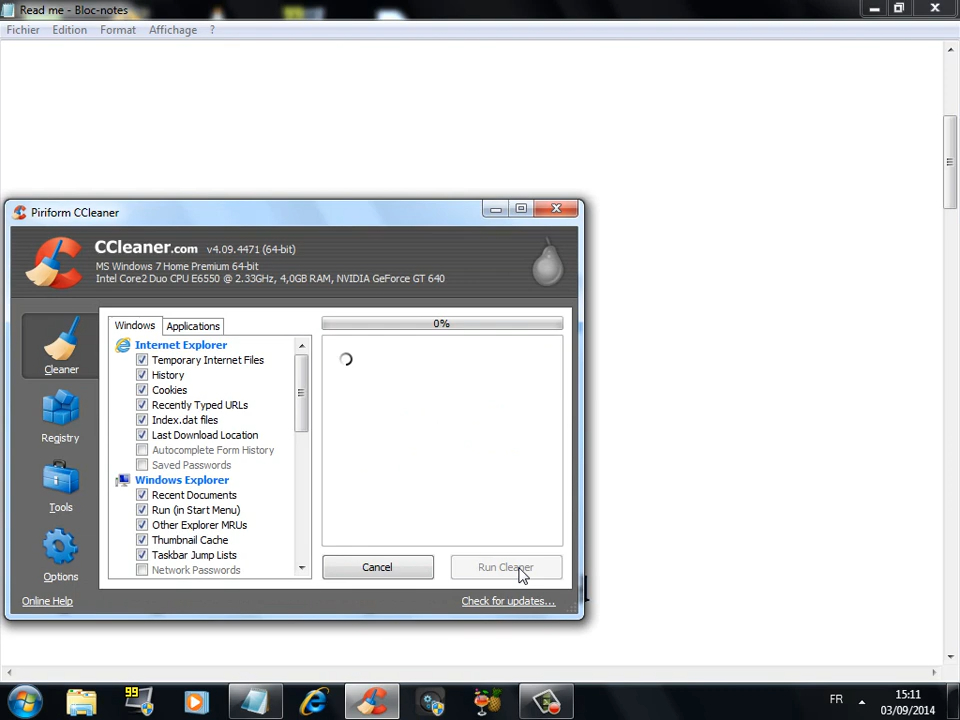 Read me - Bloc-notes
Fichier Edition Format Affichage ?
Piriform CCleaner
CCleaner.com v4.09.4471 (64-bit)
MS Windows 7 Home Premium 64-bit
Intel Core2 Duo CPU E6550 @ 2.33GHz, 4,0GB RAM, NVIDIA GeForce GT 640
Cleaner
Registry
Tools
Options
Windows Applications
Internet Explorer
Temporary Internet Files
History
Cookies
Recently Typed URLs
Index.dat files
Last Download Location
Autocomplete Form History
Saved Passwords
Windows Explorer
Recent Documents
Run (in Start Menu)
Other Explorer MRUs
Thumbnail Cache
Taskbar Jump Lists
Network Passwords
0%
Cancel Run Cleaner
Online Help Check for updates...
99 FR 15:11
03/09/2014